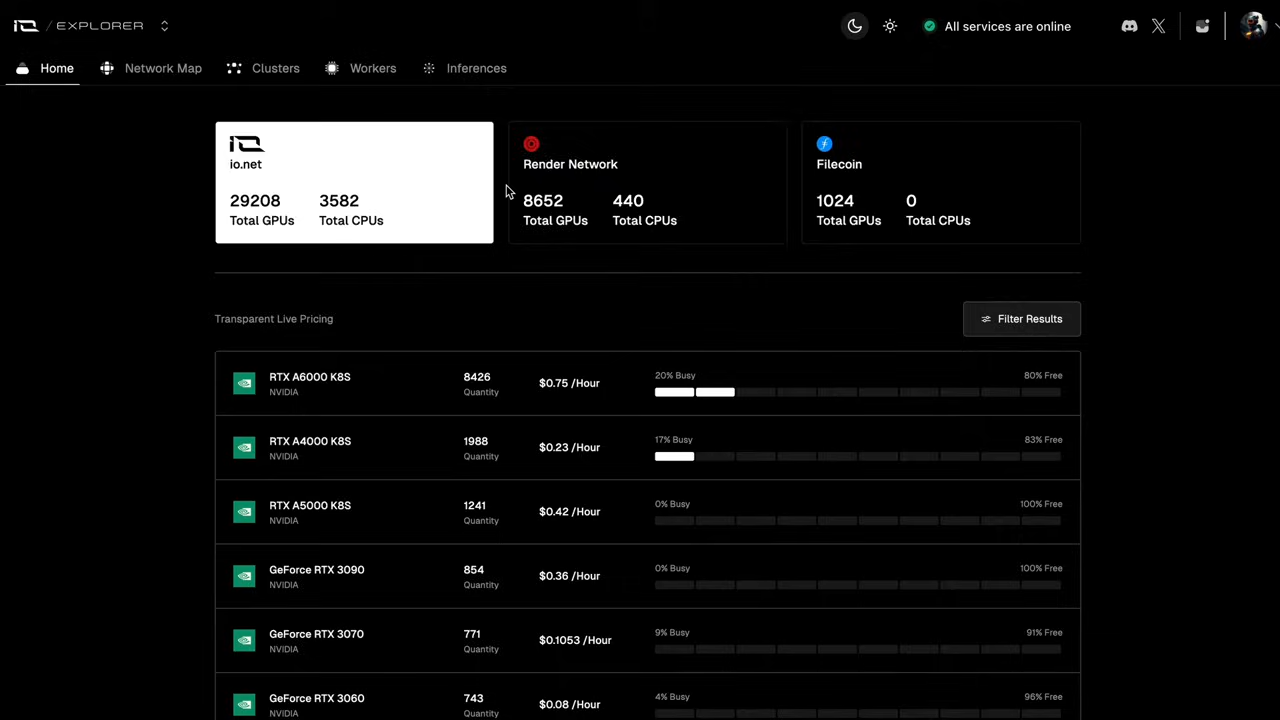 IO / EXPLORER
All services are online
Home
Network Map
Clusters
Workers
Inferences
io.net
29208
3582
Total GPUs
Total CPUs
Render Network
8652
440
Total GPUs
Total CPUs
Filecoin
1024
0
Total GPUs
Total CPUs
Transparent Live Pricing
Filter Results
RTX A6000 K8S
NVIDIA
8426
Quantity
$0.75 /Hour
20% Busy
80% Free
RTX A4000 K8S
NVIDIA
1988
Quantity
$0.23 /Hour
17% Busy
83% Free
RTX A5000 K8S
NVIDIA
1241
Quantity
$0.42 /Hour
0% Busy
100% Free
GeForce RTX 3090
NVIDIA
854
Quantity
$0.36 /Hour
0% Busy
100% Free
GeForce RTX 3070
NVIDIA
771
Quantity
$0.1053 /Hour
9% Busy
91% Free
GeForce RTX 3060
NVIDIA
743
Quantity
$0.08 /Hour
4% Busy
96% Free